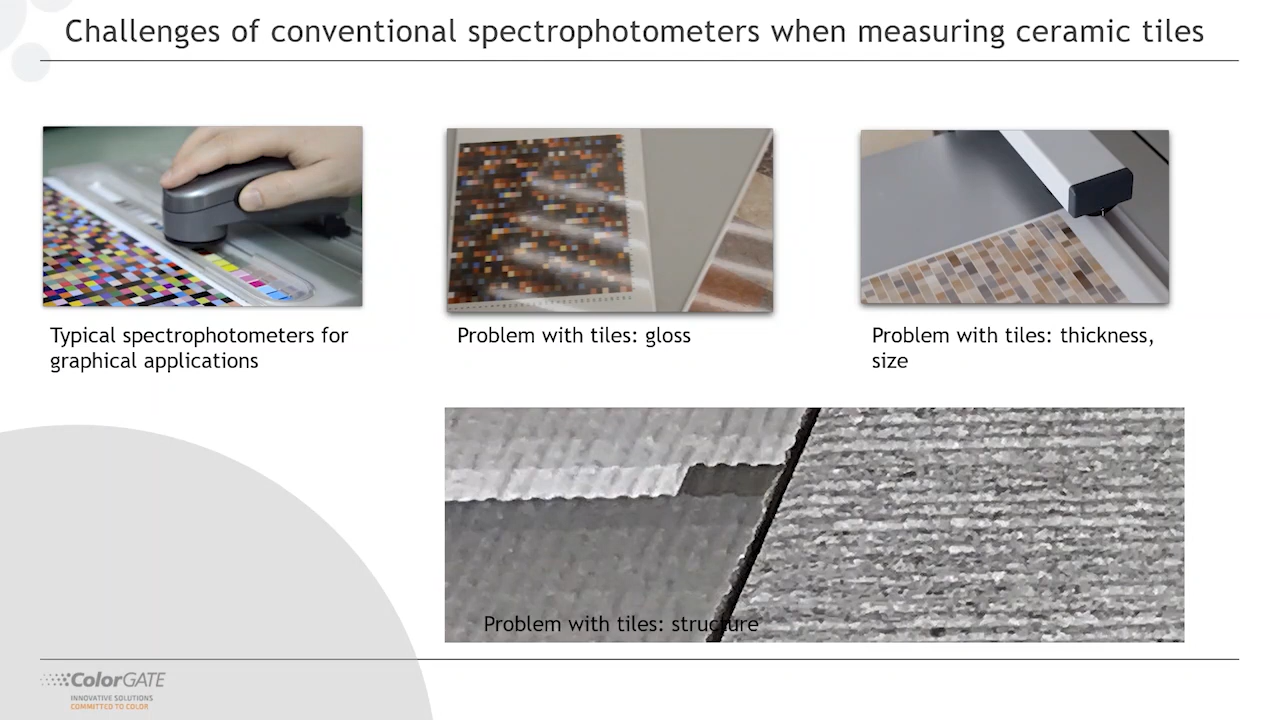 Challenges of conventional spectrophotometers when measuring ceramic tiles
Typical spectrophotometers for
graphical applications
Problem with tiles: gloss
Problem with tiles: thickness,
size
Problem with tiles: structure
ColorGATE
INNOVATIVE SOLUTIONS
COMMITTED TO COLOR